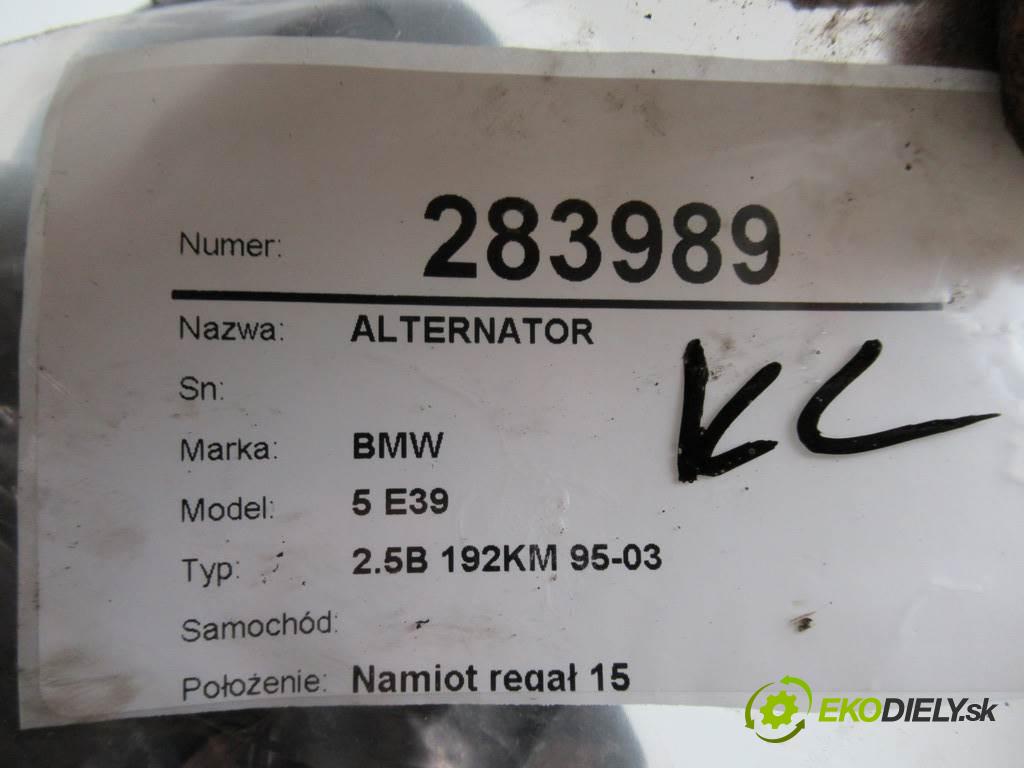 Numer: 283989
Nazwa: ALTERNATOR
Sn:
KC
Marka: BMW
Model: 5 E39
Typ: 2.5B 192KM 95-03
Samochód: -
Położenie: Namiot regał 15
EKODIELY.sk